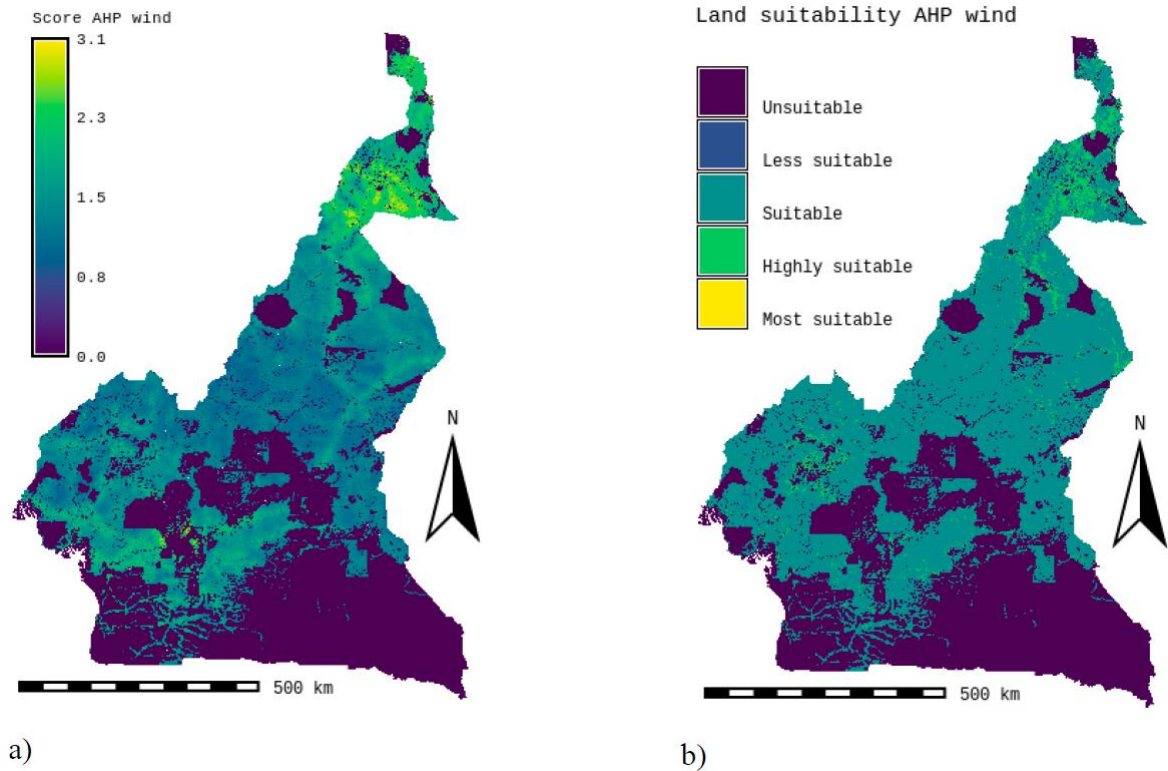 Score AHP wind
3.1
2.3
1.5
0.8
0.0
N
500 km
a)
Land suitability AHP wind
Unsuitable
Less suitable
Suitable
Highly suitable
Most suitable
N
500 km
b)